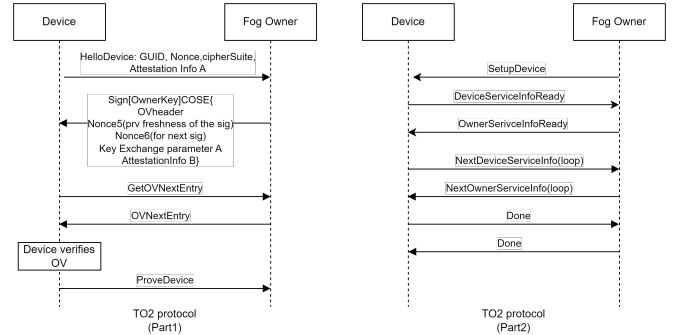 Device
Fog Owner
HelloDevice: GUID, Nonce,cipherSuite,
Attestation Info A
Sign[OwnerKey]COSE{
OVheader
Nonce5(prv freshness of the sig)
Nonce6(for next sig)
Key Exchange parameter A
AttestationInfo B}
GetOVNextEntry
OVNextEntry
Device verifies
OV
ProveDevice
TO2 protocol
(Part1)
Device
Fog Owner
SetupDevice
DeviceServiceInfoReady
OwnerSerivceInfoReady
NextDeviceServiceInfo(loop)
NextOwnerServiceInfo(loop)
Done
Done
TO2 protocol
(Part2)